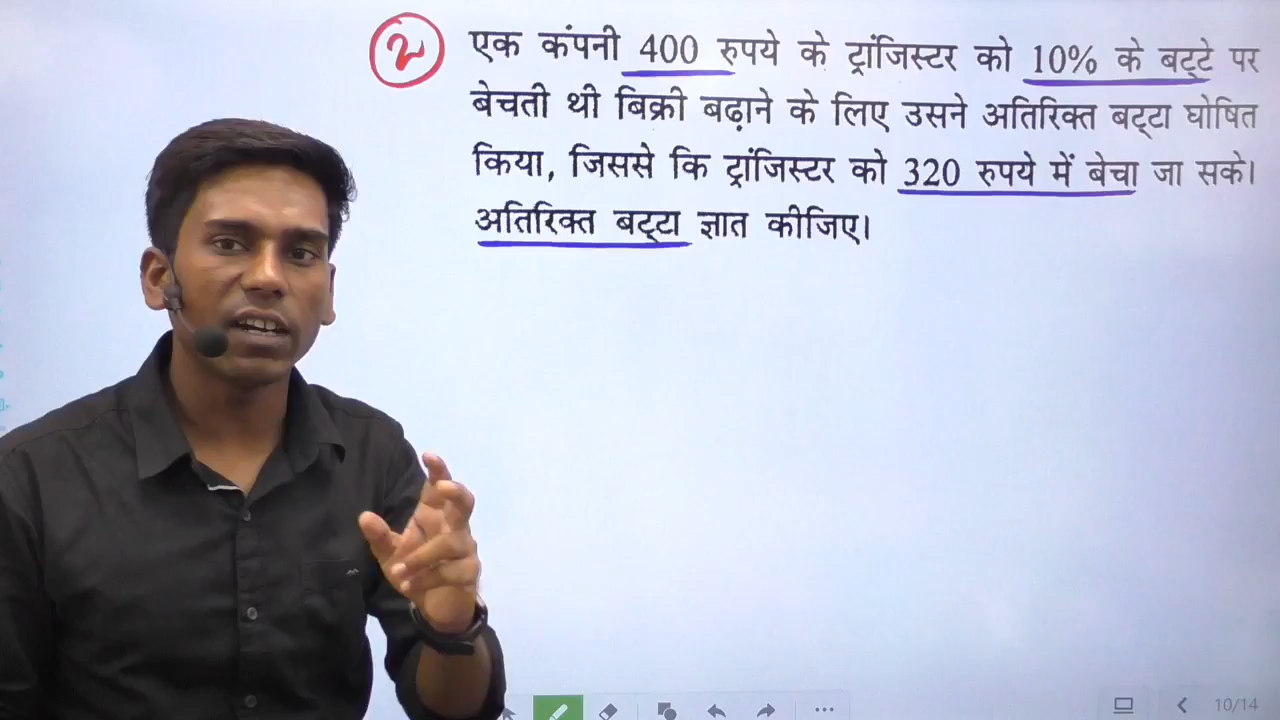 २
एक कंपनी 400 रुपये के ट्रांजिस्टर को 10% के बट्टे पर
बेचती थी बिक्री बढ़ाने के लिए उसने अतिरिक्त बट्टा घोषित
किया, जिससे कि ट्रांजिस्टर को 320 रुपये में बेचा जा सके।
अतिरिक्त बट्टा ज्ञात कीजिए।
10/14